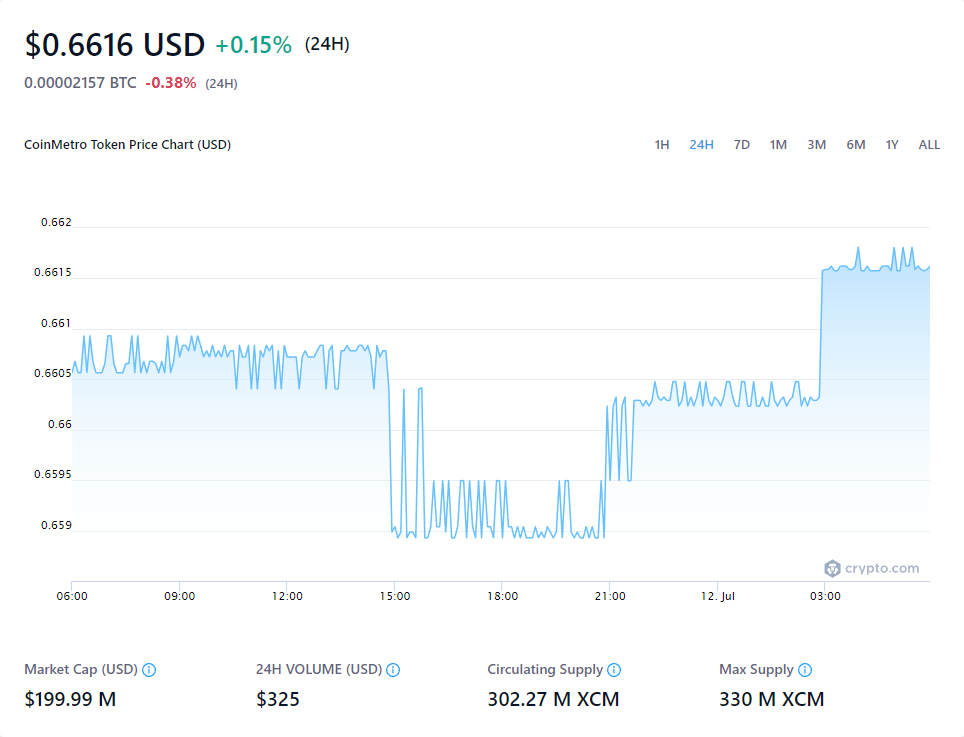 $0.6616 USD +0.15% (24H)
0.00002157 BTC -0.38% (24H)
CoinMetro Token Price Chart (USD)
1H 24H 7D 1M 3M 6M 1Y ALL
0.662
0.6615
0.661
0.6605
0.66
0.6595
0.659
crypto.com
06:00 09:00 12:00 15:00 18:00 21:00 12. Jul 03:00
Market Cap (USD) 24H VOLUME (USD) Circulating Supply Max Supply
$199.99 M $325 302.27 M XCM 330 M XCM